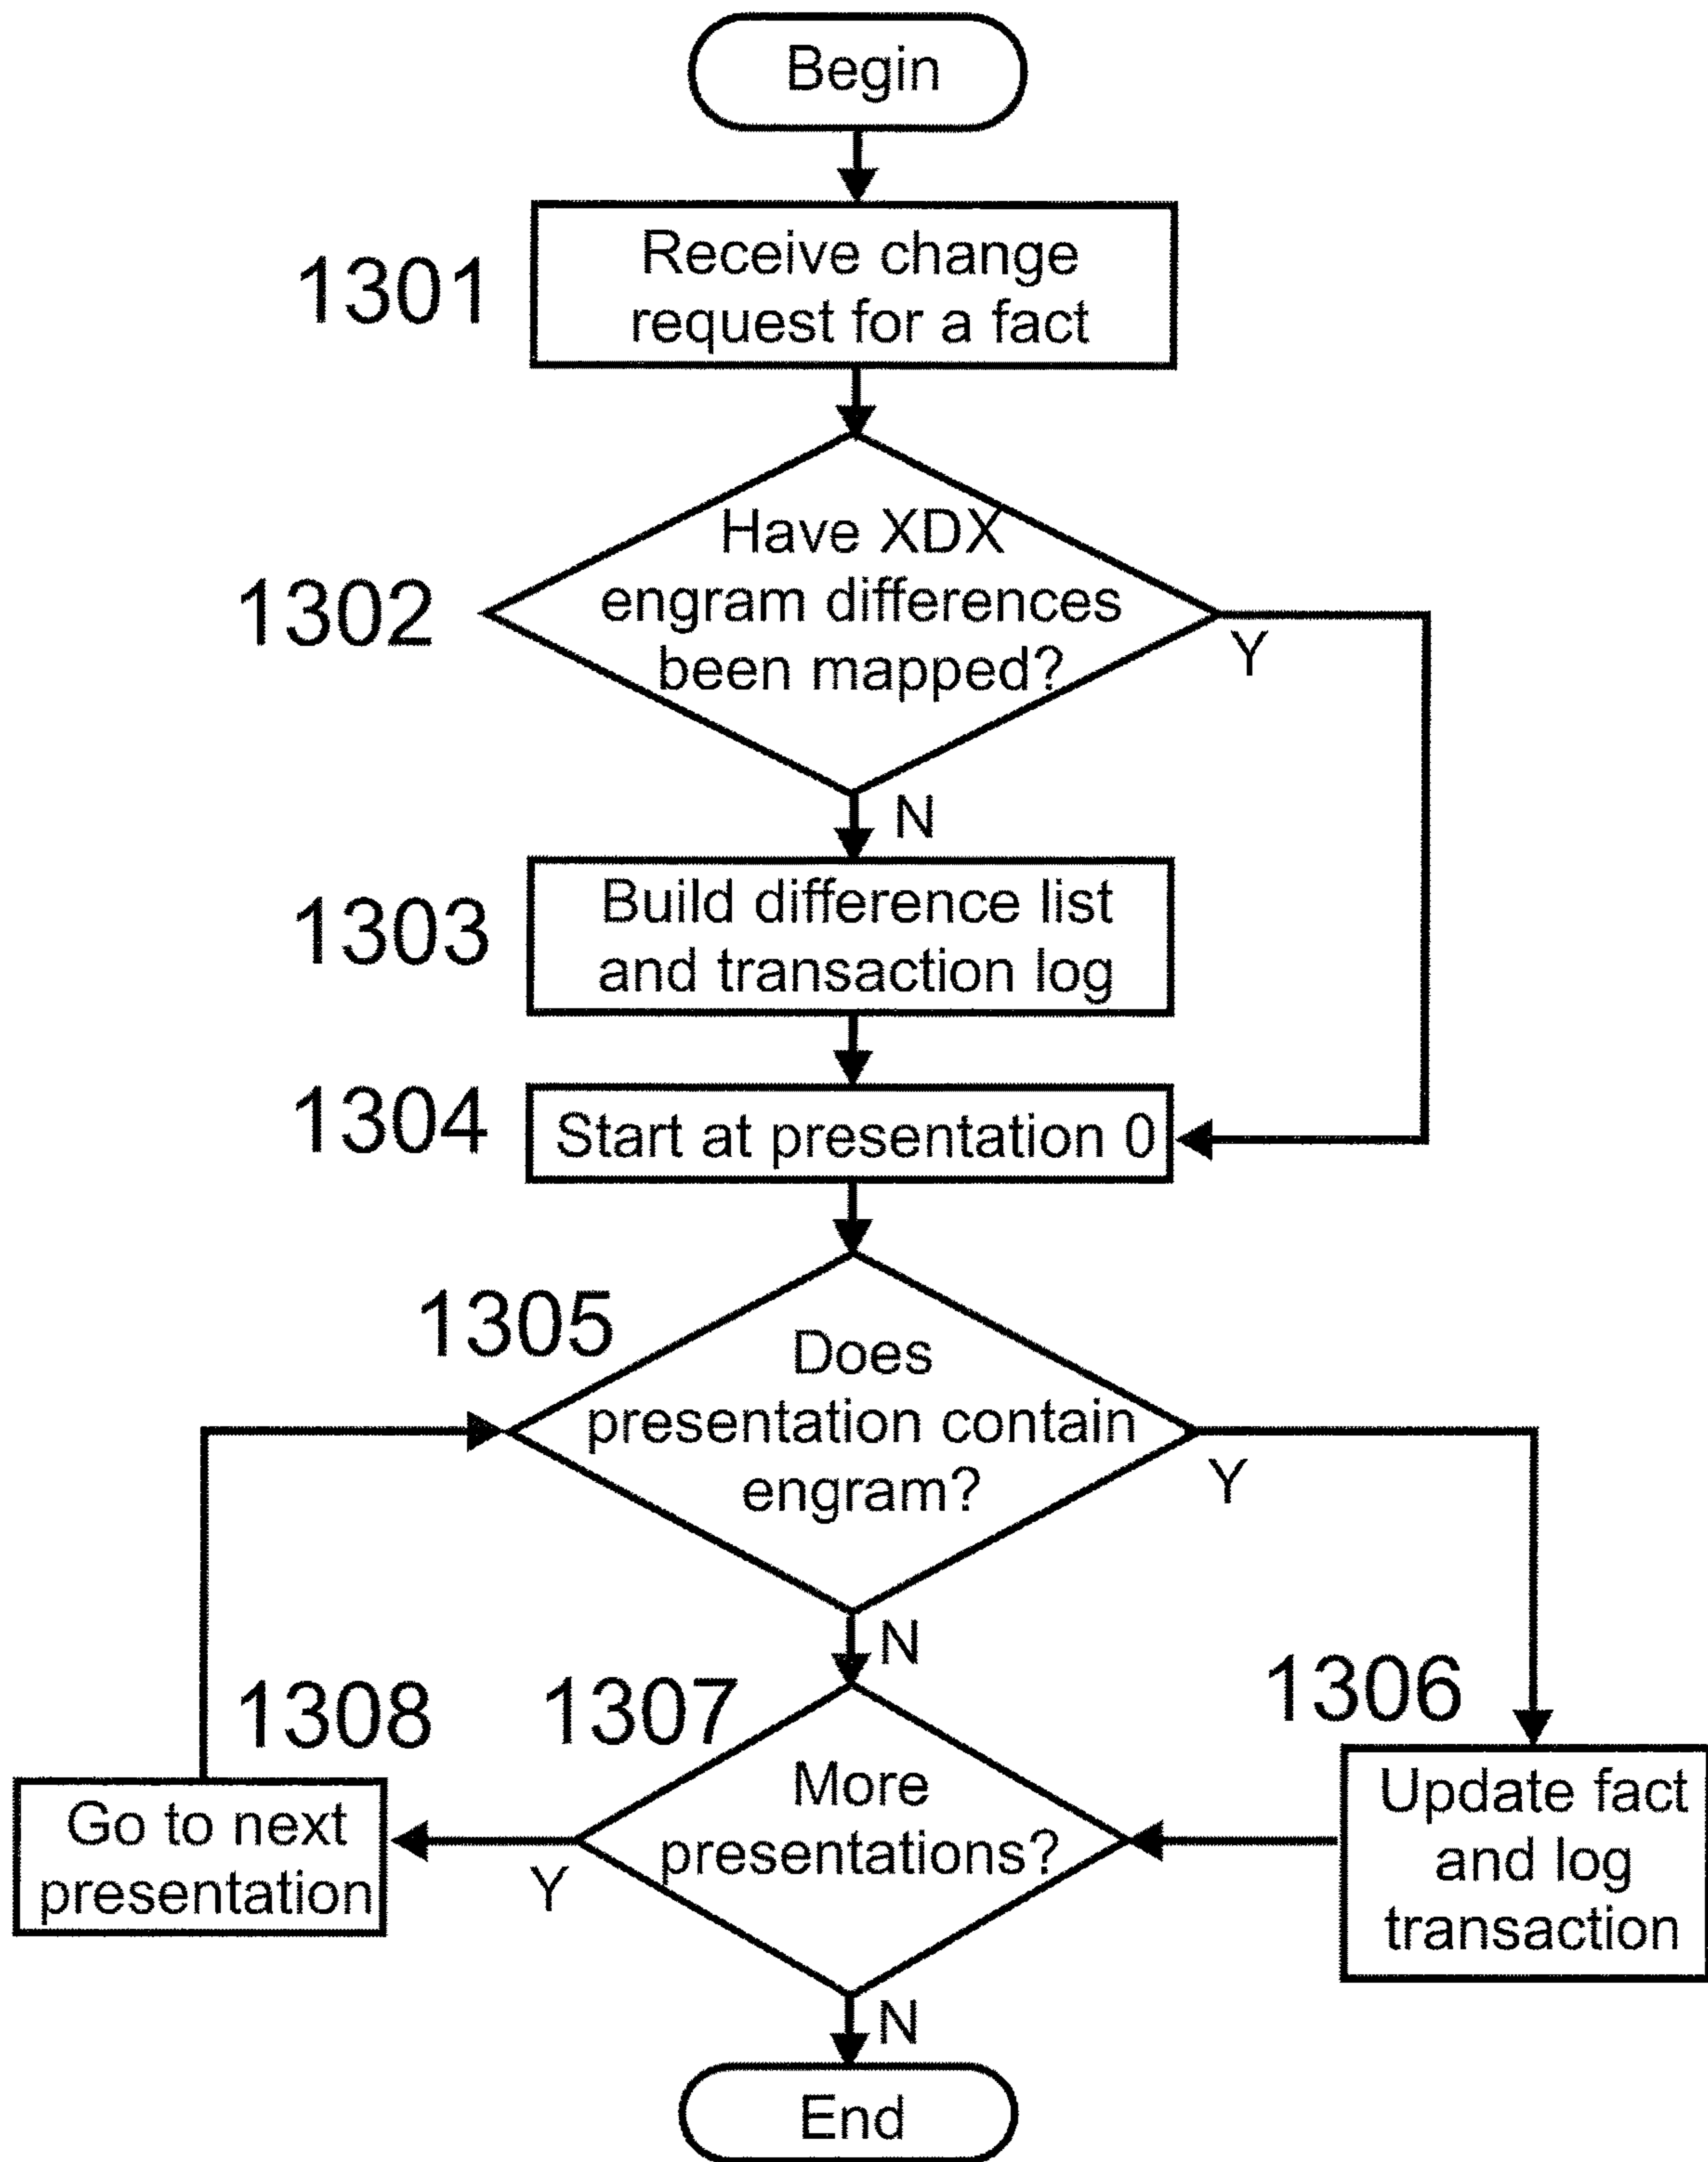 Begin
1301
Receive change
request for a fact
1302
Have XDX
engram differences
been mapped?
Y
N
1303
Build difference list
and transaction log
1304
Start at presentation 0
1305
Does
presentation contain
engram?
Y
N
1306
Update fact
and log
transaction
1307
More
presentations?
Y
1308
Go to next
presentation
N
End